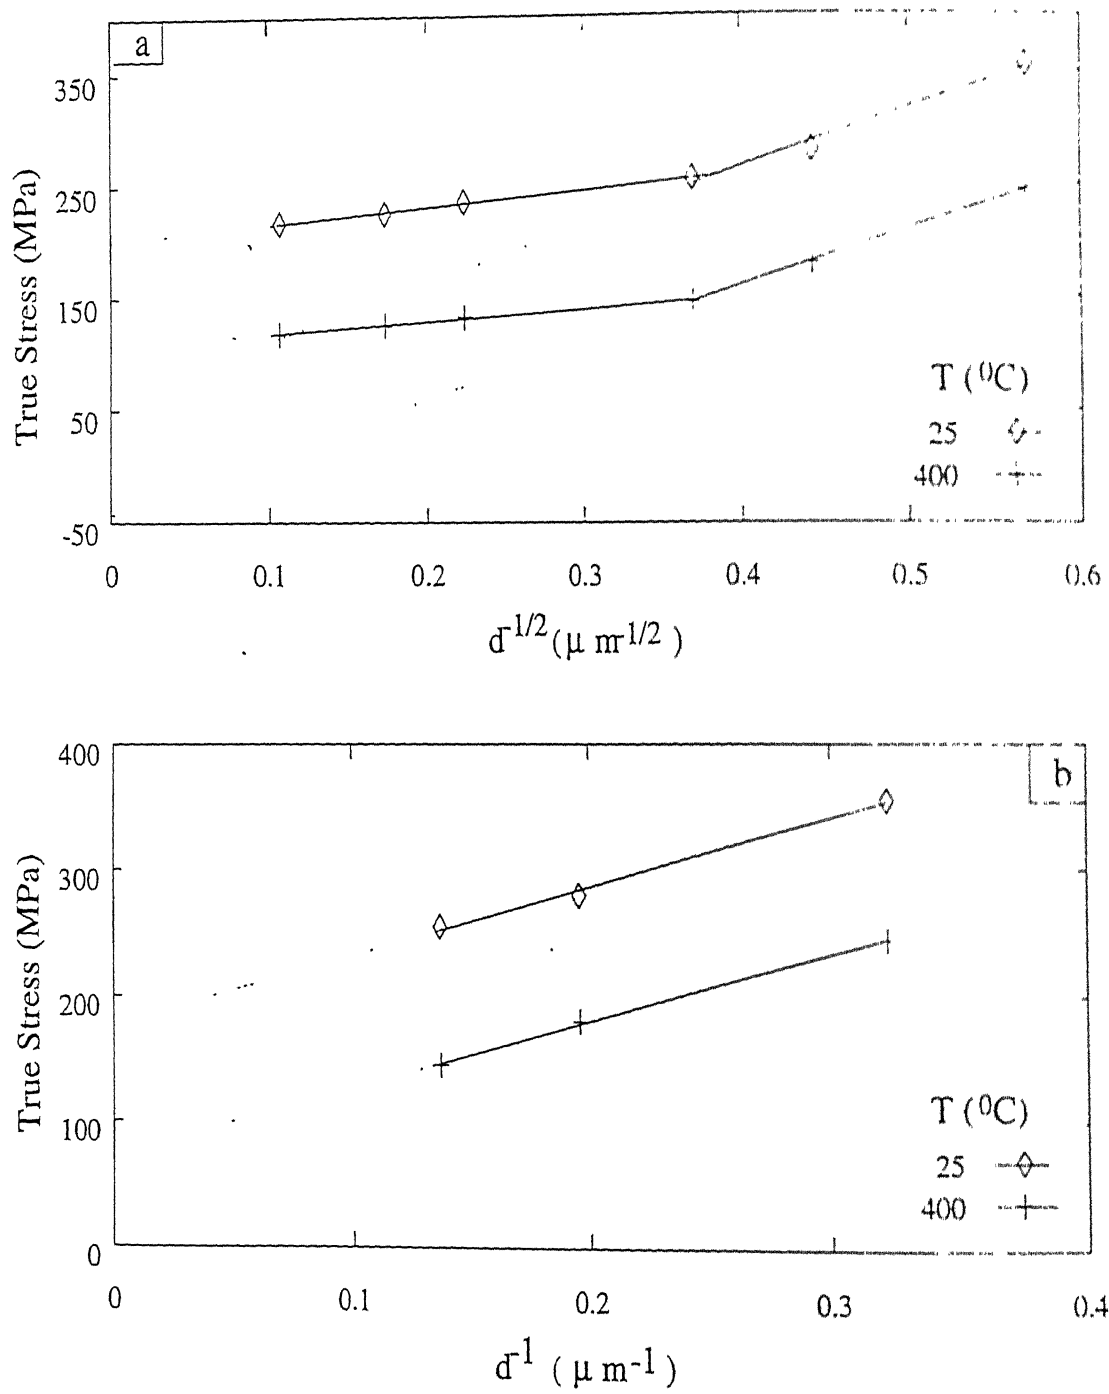 a
350
250
150
50
-50
True Stress (MPa)
T (⁰C)
25
400
0 0.1 0.2 0.3 0.4 0.5 0.6
d-1/2 (μ m-1/2 )
400
300
200
100
0
True Stress (MPa)
b
T (⁰C)
25
400
0 0.1 0.2 0.3 0.4
d-1 ( μ m-1 )